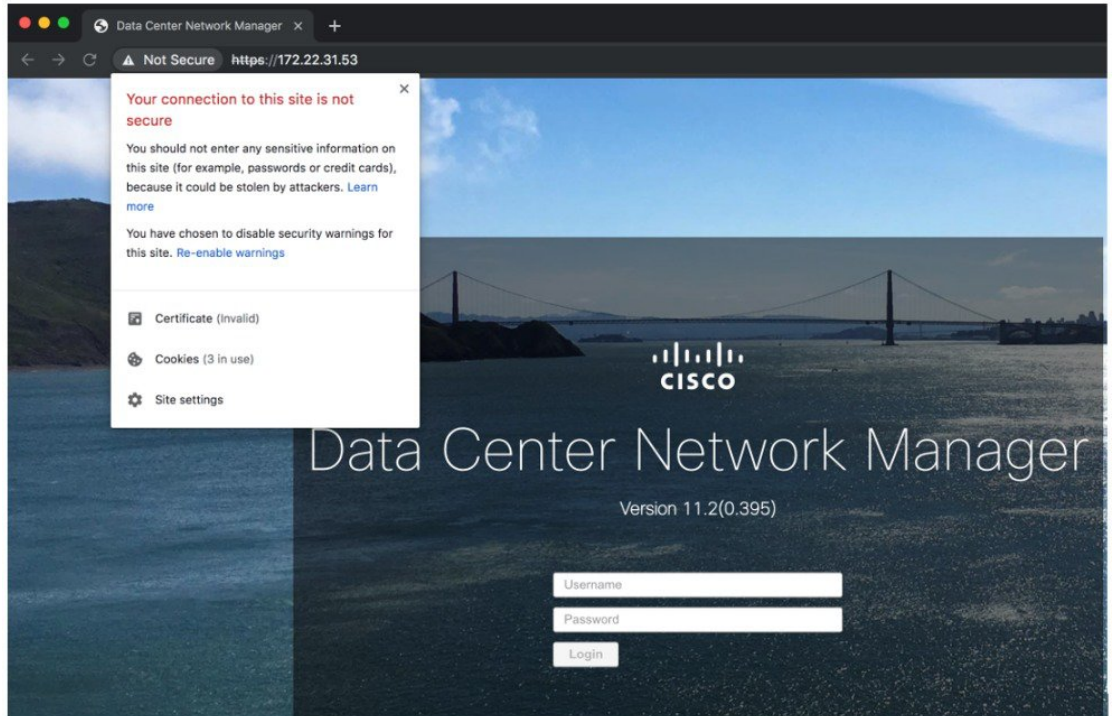 Data Center Network Manager
Not Secure https://172.22.31.53
Your connection to this site is not
secure
You should not enter any sensitive information on
this site (for example, passwords or credit cards),
because it could be stolen by attackers. Learn
more
You have chosen to disable security warnings for
this site. Re-enable warnings
Certificate (Invalid)
Cookies (3 in use)
Site settings
CISCO
Data Center Network Manager
Version 11.2(0.395)
Username
Password
Login